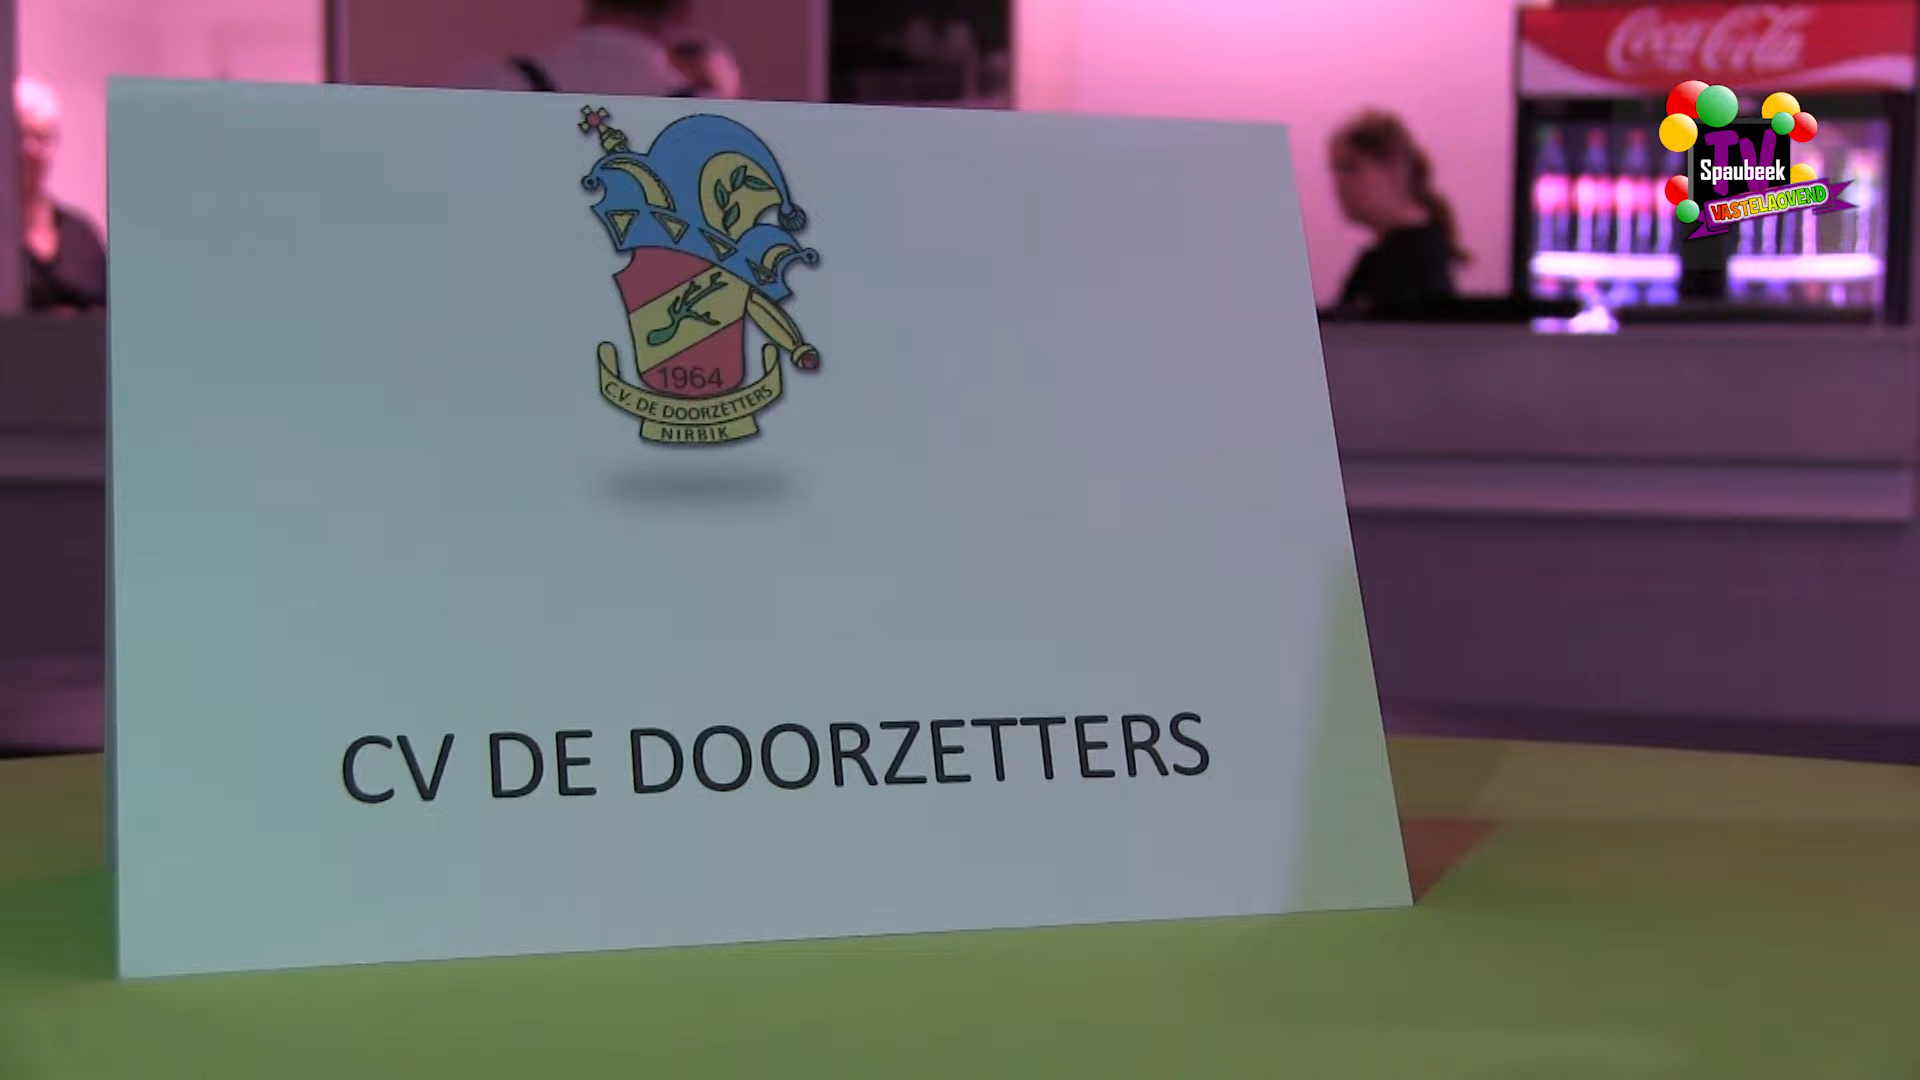 Coca-Cola
TV
Spaubeek
VASTELAOVEND
1964
C.V. DE DOORZETTERS
NIRBIK
CV DE DOORZETTERS